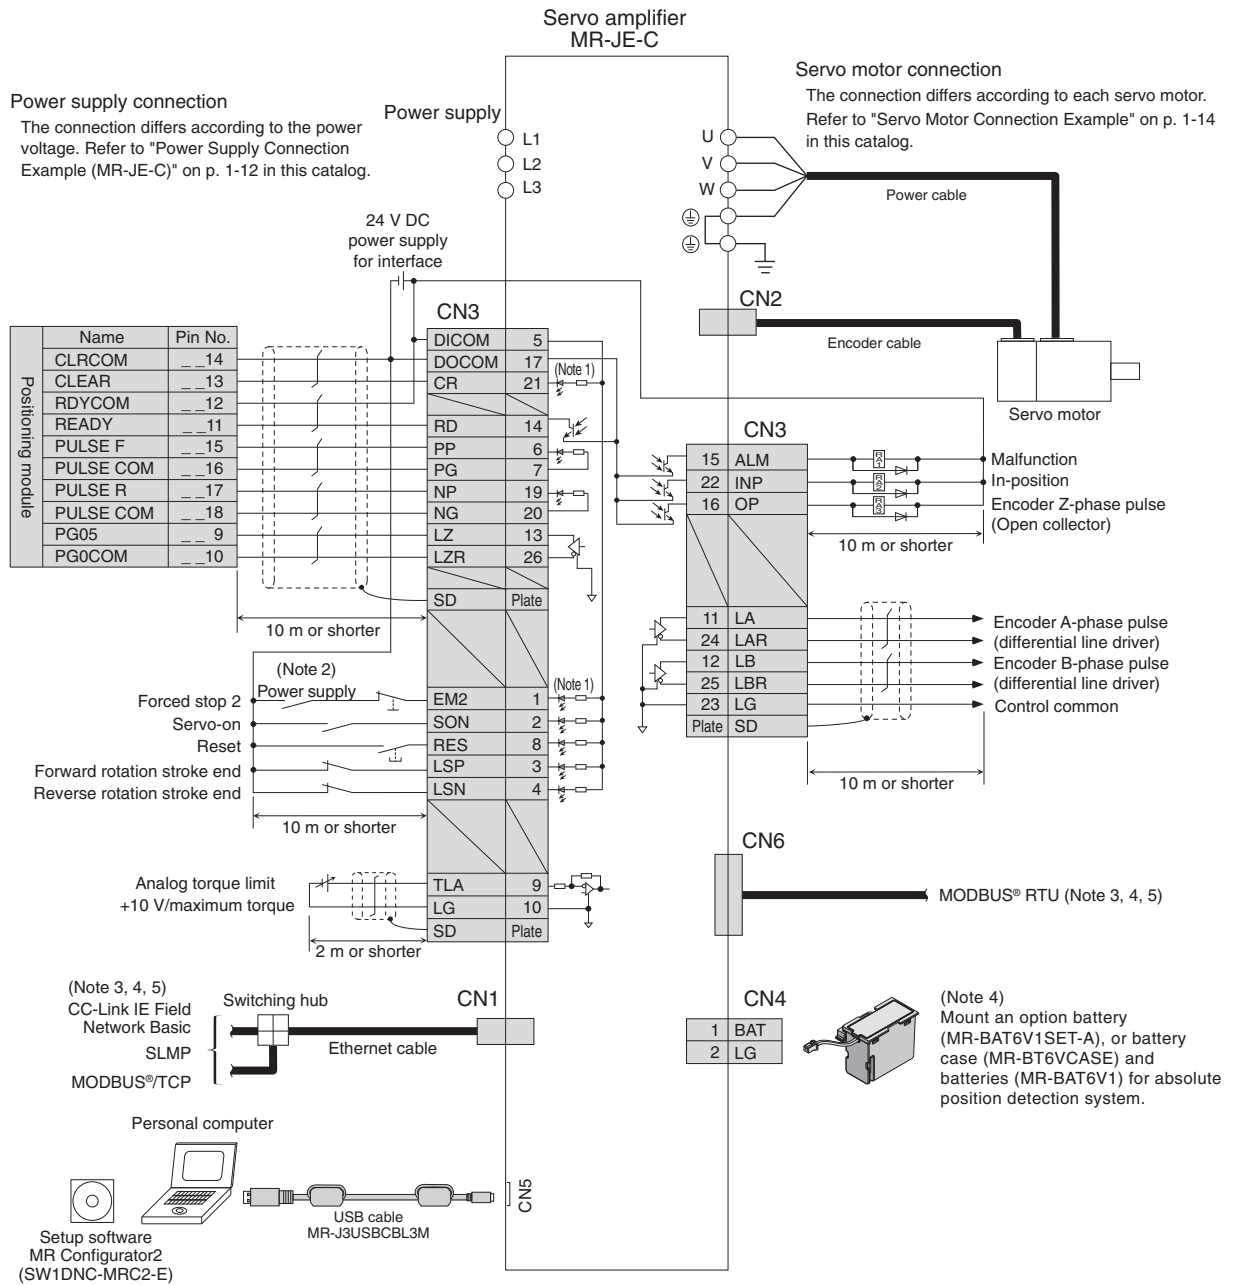 Servo amplifier
MR-JE-C
Power supply connection
The connection differs according to the power
voltage. Refer to "Power Supply Connection
Example (MR-JE-C)" on p. 1-12 in this catalog.
Power supply
L1
L2
L3
Servo motor connection
The connection differs according to each servo motor.
Refer to "Servo Motor Connection Example" on p. 1-14
in this catalog.
U
V
W
Power cable
24 V DC
power supply
for interface
CN2
Encoder cable
Servo motor
Positioning module
Name Pin No.
CLRCOM _ _14
CLEAR _ _13
RDYCOM _ _12
READY _ _11
PULSE F _ _15
PULSE COM _ _16
PULSE R _ _17
PULSE COM _ _18
PG05 _ _ 9
PG0COM _ _10
10 m or shorter
CN3
DICOM 5
DOCOM 17
CR 21
RD 14
PP 6
PG 7
NP 19
NG 20
LZ 13
LZR 26
SD Plate
(Note 1)
(Note 2)
Power supply
Forced stop 2
Servo-on
Reset
Forward rotation stroke end
Reverse rotation stroke end
10 m or shorter
EM2 1
SON 2
RES 8
LSP 3
LSN 4
(Note 1)
Analog torque limit
+10 V/maximum torque
2 m or shorter
TLA 9
LG 10
SD Plate
CN3
15 ALM
22 INP
16 OP
RA1
RA2
RA3
Malfunction
In-position
Encoder Z-phase pulse
(Open collector)
10 m or shorter
11 LA
24 LAR
12 LB
25 LBR
23 LG
Plate SD
Encoder A-phase pulse
(differential line driver)
Encoder B-phase pulse
(differential line driver)
Control common
10 m or shorter
CN6
MODBUS® RTU (Note 3, 4, 5)
(Note 3, 4, 5)
CC-Link IE Field
Network Basic
SLMP
MODBUS®/TCP
Switching hub
Ethernet cable
CN1
CN4
1 BAT
2 LG
(Note 4)
Mount an option battery
(MR-BAT6V1SET-A), or battery
case (MR-BT6VCASE) and
batteries (MR-BAT6V1) for absolute
position detection system.
Personal computer
CN5
USB cable
MR-J3USBCBL3M
Setup software
MR Configurator2
(SW1DNC-MRC2-E)